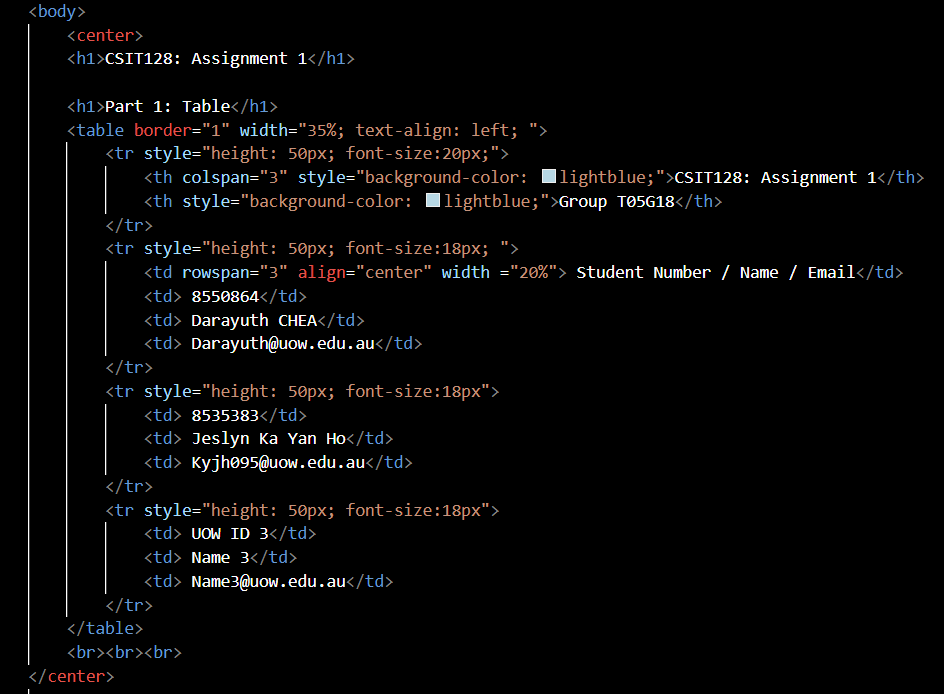 <body>
<center>
<h1>CSIT128: Assignment 1</h1>
<h1>Part 1: Table</h1>
<table border="1" width="35%; text-align: left; ">
<tr style="height: 50px; font-size:20px;">
<th colspan="3" style="background-color: lightblue;">CSIT128: Assignment 1</th>
<th style="background-color: lightblue;">Group T05G18</th>
</tr>
<tr style="height: 50px; font-size:18px; ">
<td rowspan="3" align="center" width ="20%"> Student Number / Name / Email</td>
<td> 8550864</td>
<td> Darayuth CHEA</td>
<td> Darayuth@uow.edu.au</td>
</tr>
<tr style="height: 50px; font-size:18px">
<td> 8535383</td>
<td> Jeslyn Ka Yan Ho</td>
<td> Kyjh095@uow.edu.au</td>
</tr>
<tr style="height: 50px; font-size:18px">
<td> UOW ID 3</td>
<td> Name 3</td>
<td> Name3@uow.edu.au</td>
</tr>
</table>
<br><br><br>
</center>